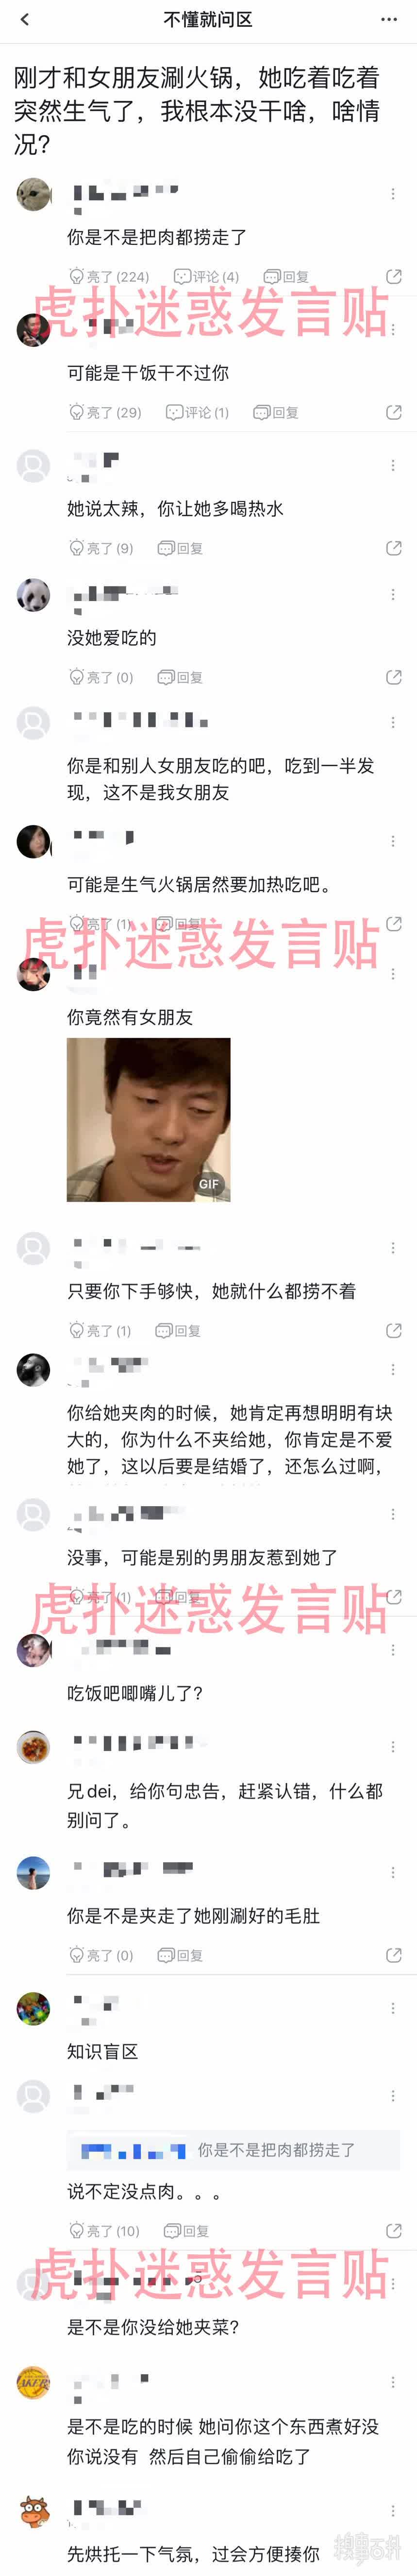 不懂就问区
刚才和女朋友涮火锅，她吃着吃着
突然生气了，我根本没干啥，啥情
况？
你是不是把肉都捞走了
亮了(224) 评论(4) 回复
虎扑迷惑发言贴
可能是干饭干不过你
亮了(29) 评论(1) 回复
她说太辣，你让她多喝热水
亮了(9) 回复
没她爱吃的
亮了(0) 回复
你是和别人女朋友吃的吧，吃到一半发
现，这不是我女朋友
可能是生气火锅居然要加热吃吧。
亮了(1) 回复
虎扑迷惑发言贴
你竟然有女朋友
GIF
只要你下手够快，她就什么都捞不着
亮了(1) 回复
你给她夹肉的时候，她肯定再想明明有块
大的，你为什么不夹给她，你肯定是不爱
她了，这以后要是结婚了，还怎么过啊，
没事，可能是别的男朋友惹到她了
亮了(1) 回复
虎扑迷惑发言贴
吃饭吧唧嘴儿了？
兄dei，给你句忠告，赶紧认错，什么都
别问了。
你是不是夹走了她刚涮好的毛肚
亮了(0) 回复
知识盲区
你是不是把肉都捞走了
说不定没点肉。。。
亮了(10) 回复
虎扑迷惑发言贴
是不是你没给她夹菜？
是不是吃的时候 她问你这个东西煮好没
你说没有 然后自己偷偷给吃了
先烘托一下气氛，过会方便揍你